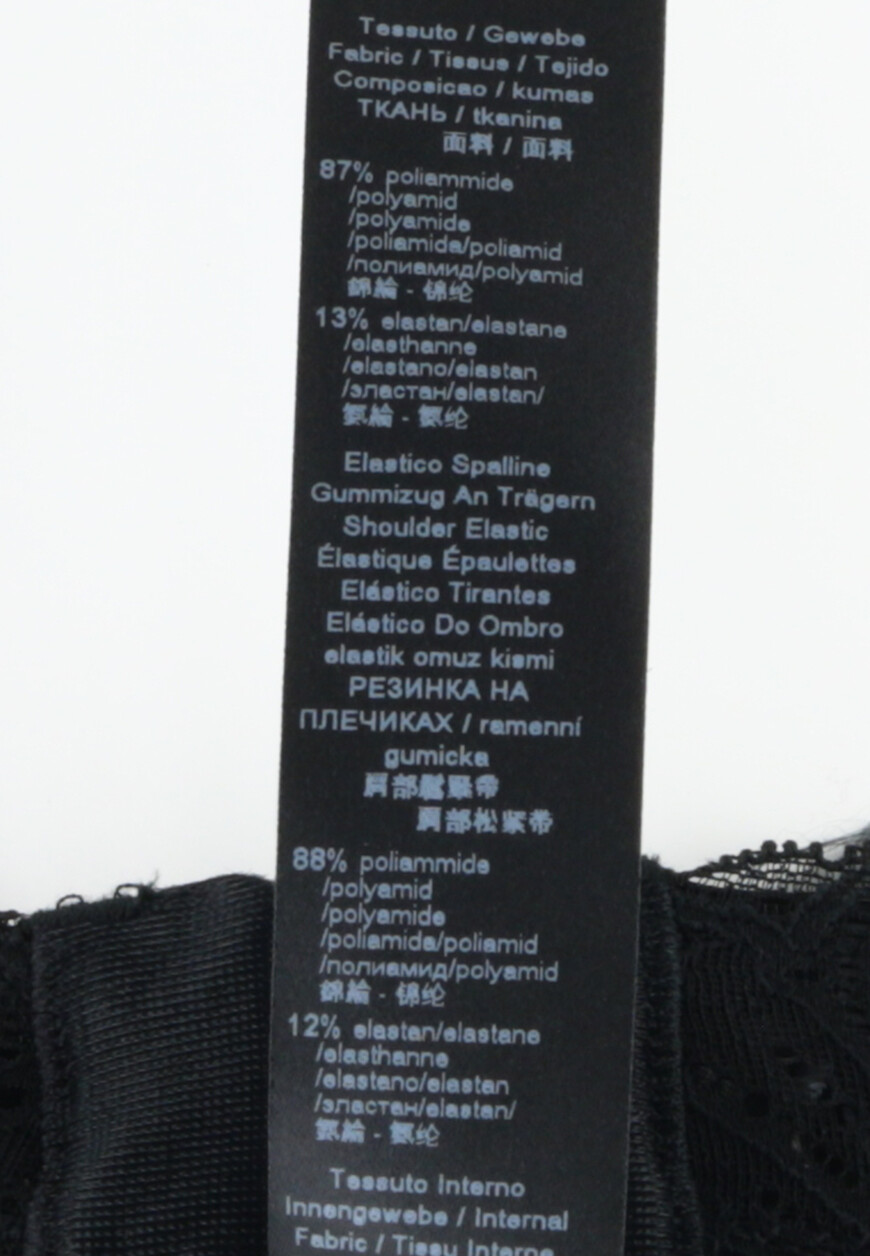 Tessuto / Gewebe
Fabric / Tissus / Tejido
Composicao / kumas
ТКАНЬ / tkanina
面料 / 面料
87% poliammide
/polyamid
/polyamide
/poliamida/poliamid
/полиамид/polyamid
錦綸 - 锦纶
13% elastan/elastane
/elasthanne
/elastano/elastan
/эластан/elastan/
氨綸 - 氨纶
Elastico Spalline
Gummizug An Trägern
Shoulder Elastic
Élastique Épaulettes
Elástico Tirantes
Elástico Do Ombro
elastik omuz kismi
РЕЗИНКА НА
ПЛЕЧИКАХ / ramenní
gumicka
肩部鬆緊帶
肩部松紧带
88% poliammide
/polyamid
/polyamide
/poliamida/poliamid
/полиамид/polyamid
錦綸 - 锦纶
12% elastan/elastane
/elasthanne
/elastano/elastan
/эластан/elastan/
氨綸 - 氨纶
Tessuto Interno
Innengewebe / Internal
Fabric / Tissu Interne